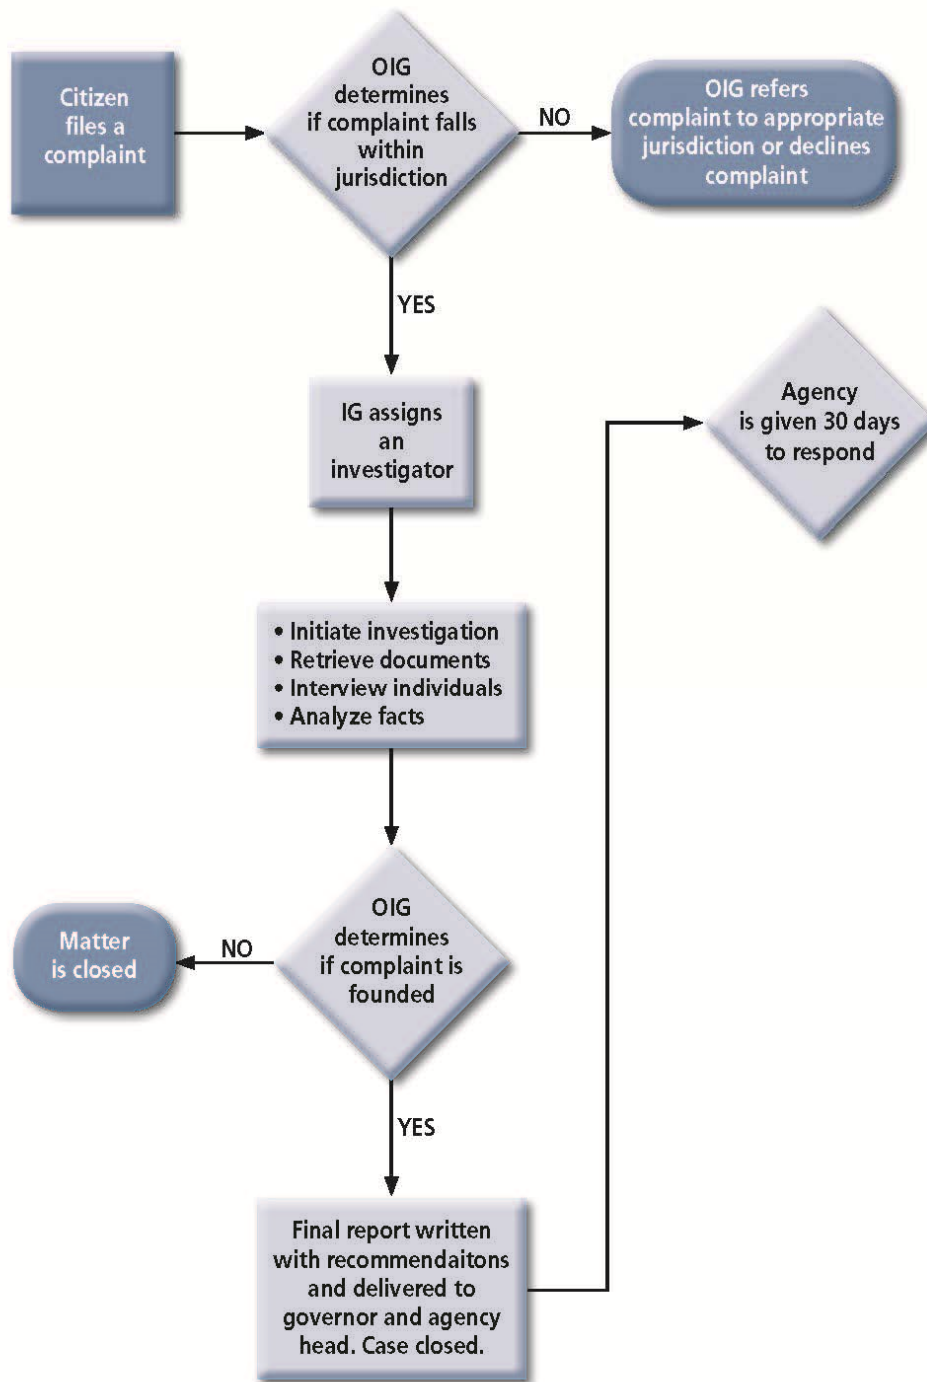 Citizen
files a
complaint
OIG
determines
if complaint falls
within
jurisdiction
NO
OIG refers
complaint to appropriate
jurisdiction or declines
complaint
YES
IG assigns
an
investigator
Agency
is given 30 days
to respond
• Initiate investigation
• Retrieve documents
• Interview individuals
• Analyze facts
OIG
determines
if complaint is
founded
NO
Matter
is closed
YES
Final report written
with recommendaitons
and delivered to
governor and agency
head. Case closed.